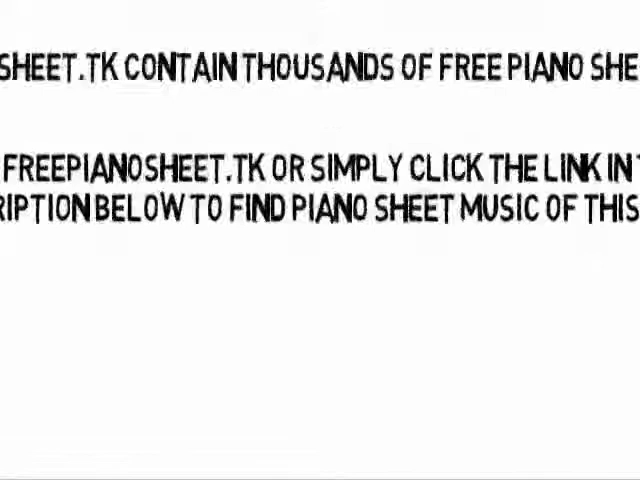 SHEET.TK CONTAIN THOUSANDS OF FREE PIANO SHE
FREEPIANOSHEET.TK OR SIMPLY CLICK THE LINK IN
RIPTION BELOW TO FIND PIANO SHEET MUSIC OF THIS